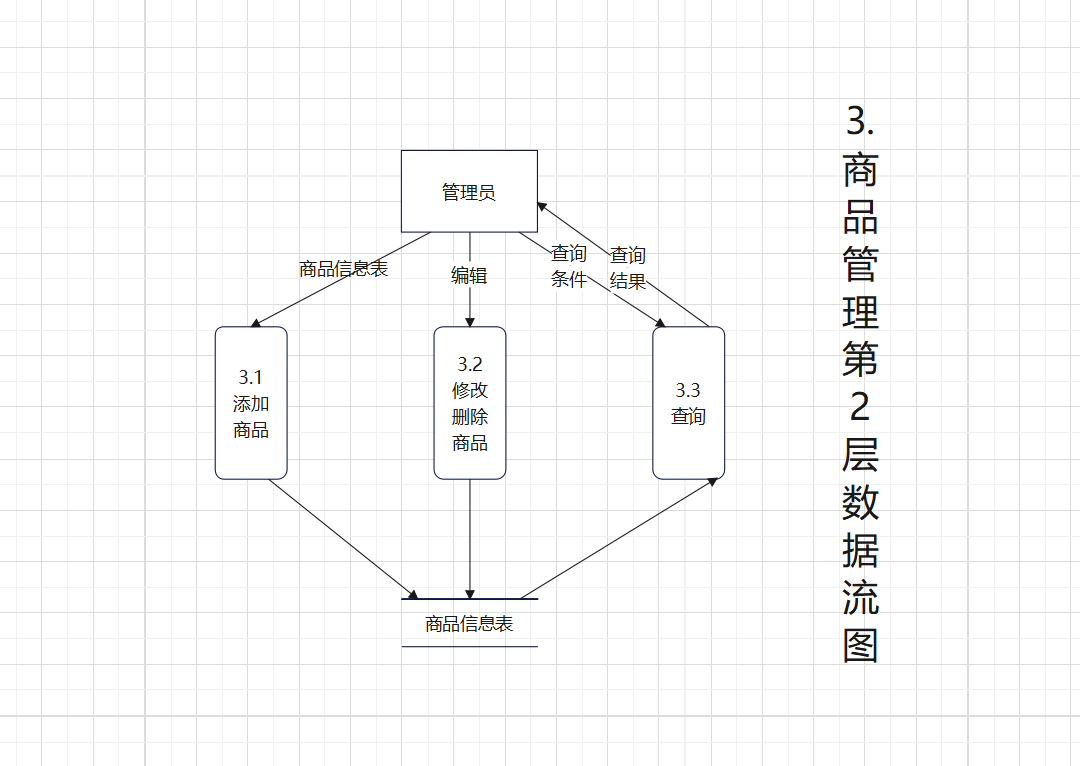 管理员
商品信息表
编辑
查询
条件
查询
结果
3.1
添加
商品
3.2
修改
删除
商品
3.3
查询
商品信息表
3.
商
品
管
理
第
2
层
数
据
流
图